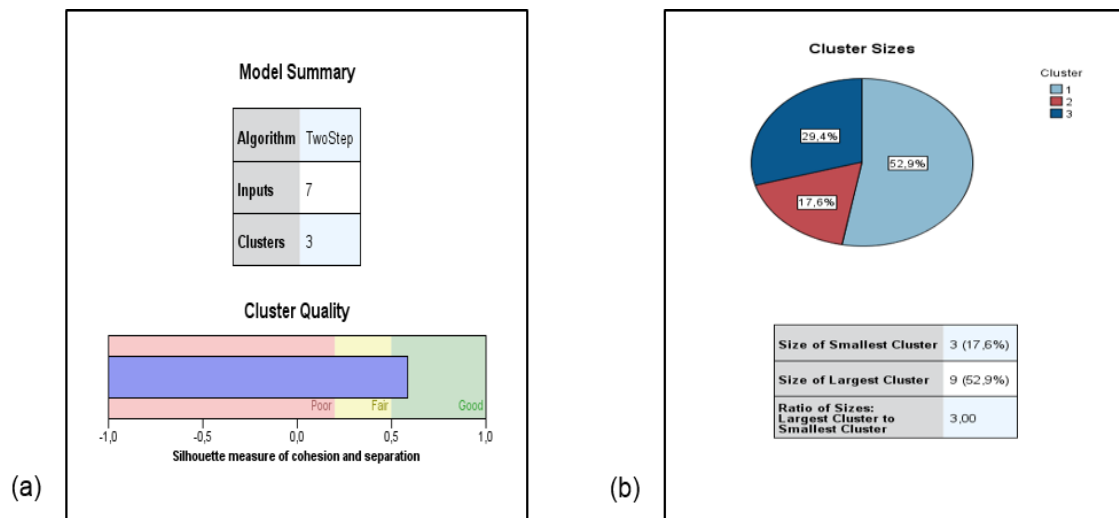 Model Summary
Algorithm TwoStep
Inputs 7
Clusters 3
Cluster Quality
Poor Fair Good
-1,0 -0,5 0,0 0,5 1,0
Silhouette measure of cohesion and separation
(a)
Cluster Sizes
Cluster
1
2
3
29,4%
52,9%
17,6%
Size of Smallest Cluster 3 (17,6%)
Size of Largest Cluster 9 (52,9%)
Ratio of Sizes:
Largest Cluster to
Smallest Cluster 3,00
(b)